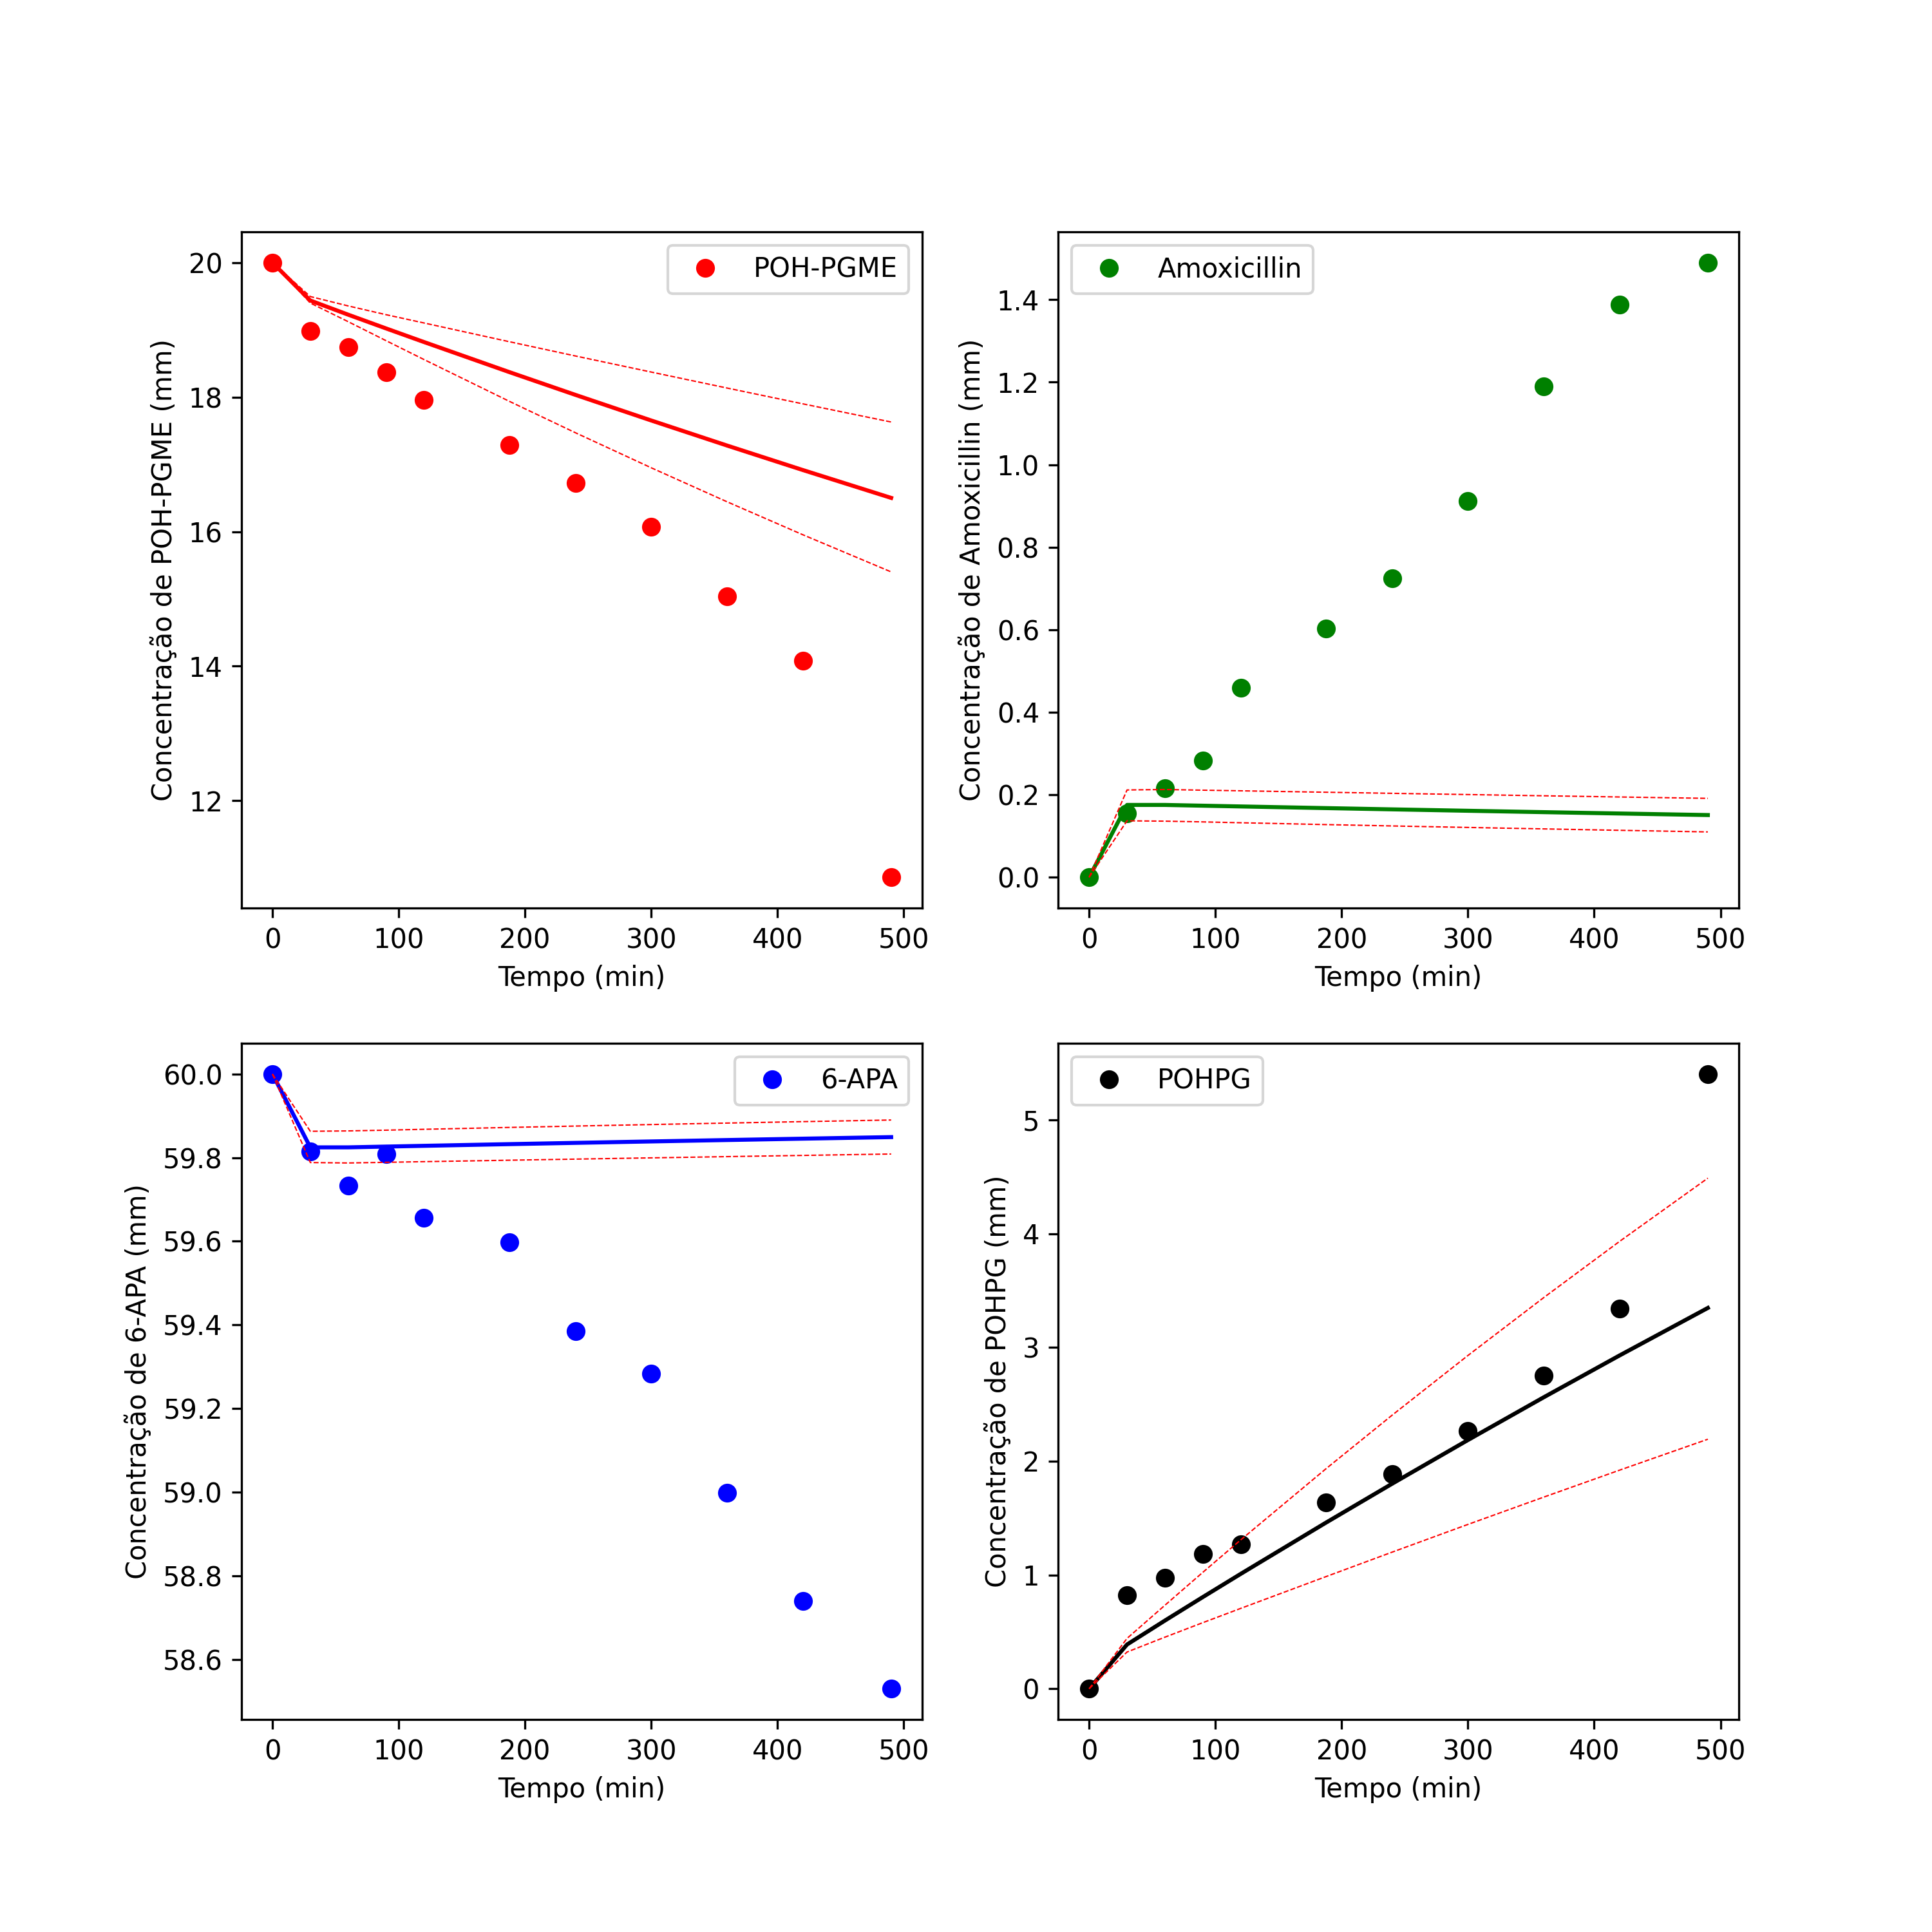 Concentração de POH-PGME (mm)
20
18
16
14
12
POH-PGME
0 100 200 300 400 500
Tempo (min)
Concentração de Amoxicillin (mm)
1.4
1.2
1.0
0.8
0.6
0.4
0.2
0.0
Amoxicillin
0 100 200 300 400 500
Tempo (min)
Concentração de 6-APA (mm)
60.0
59.8
59.6
59.4
59.2
59.0
58.8
58.6
6-APA
0 100 200 300 400 500
Tempo (min)
Concentração de POHPG (mm)
5
4
3
2
1
0
POHPG
0 100 200 300 400 500
Tempo (min)